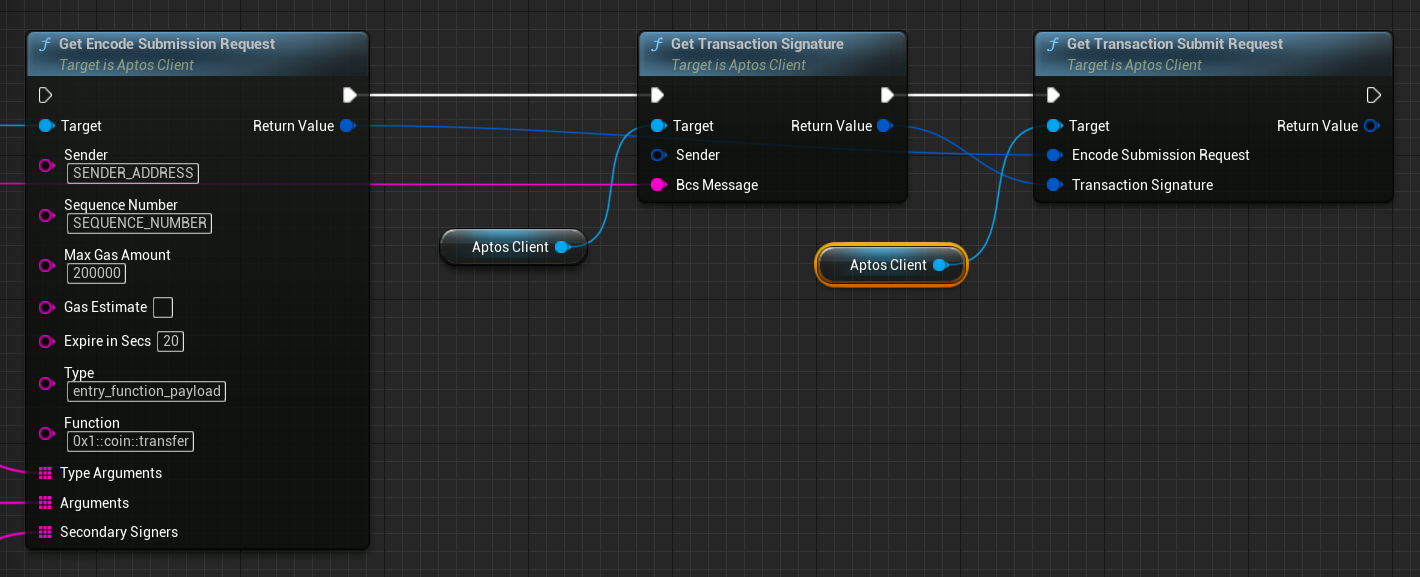 Get Encode Submission Request
Target is Aptos Client
Target
Return Value
Sender
SENDER_ADDRESS
Sequence Number
SEQUENCE_NUMBER
Max Gas Amount
200000
Gas Estimate
Expire in Secs 20
Type
entry_function_payload
Function
0x1::coin::transfer
Type Arguments
Arguments
Secondary Signers
Aptos Client
Get Transaction Signature
Target is Aptos Client
Target
Return Value
Sender
Bcs Message
Aptos Client
Get Transaction Submit Request
Target is Aptos Client
Target
Return Value
Encode Submission Request
Transaction Signature